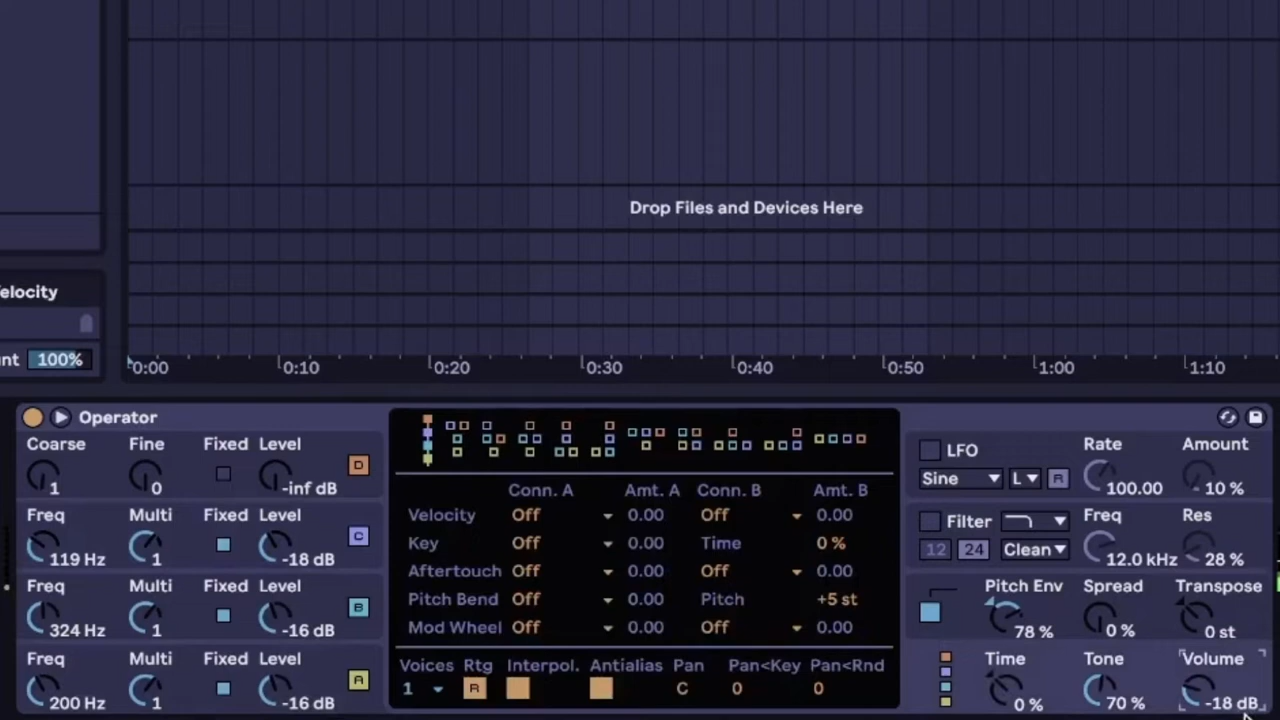 Drop Files and Devices Here
elocity
nt 100%
0:00 0:10 0:20 0:30 0:40 0:50 1:00 1:10
Operator
Coarse Fine Fixed Level
1 0 -inf dB D
Freq Multi Fixed Level
119 Hz 1 -18 dB C
Freq Multi Fixed Level
324 Hz 1 -16 dB B
Freq Multi Fixed Level
200 Hz 1 -16 dB A
Conn. A Amt. A Conn. B Amt. B
Velocity Off 0.00 Off 0.00
Key Off 0.00 Time 0 %
Aftertouch Off 0.00 Off 0.00
Pitch Bend Off 0.00 Pitch +5 st
Mod Wheel Off 0.00 Off 0.00
Voices Rtg Interpol. Antialias Pan Pan<Key Pan<Rnd
1 R C 0 0
LFO Rate Amount
Sine L R 100.00 10 %
Filter Freq Res
12 24 Clean 12.0 kHz 28 %
Pitch Env Spread Transpose
78 % 0 % 0 st
Time Tone Volume
0 % 70 % -18 dB